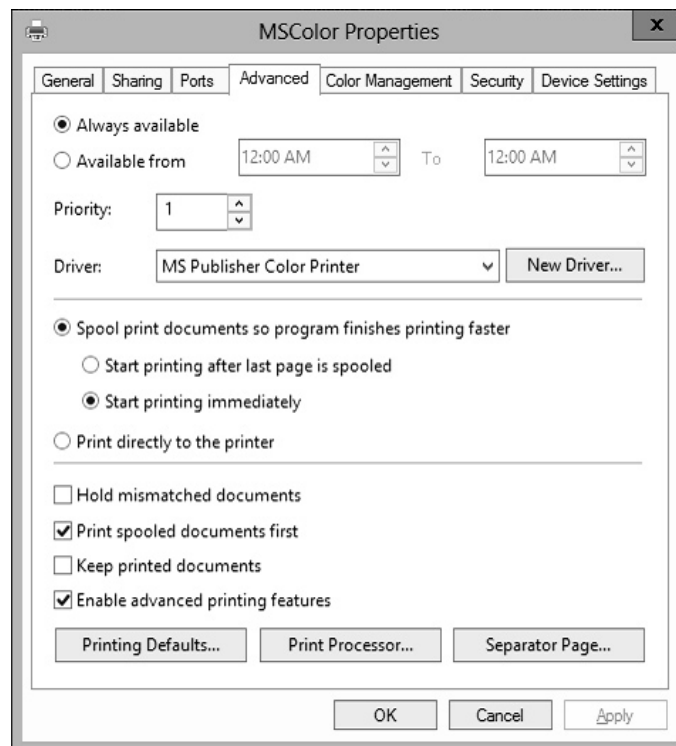 MSColor Properties
x
General Sharing Ports Advanced Color Management Security Device Settings
Always available
Available from 12:00 AM To 12:00 AM
Priority: 1
Driver: MS Publisher Color Printer New Driver...
Spool print documents so program finishes printing faster
Start printing after last page is spooled
Start printing immediately
Print directly to the printer
Hold mismatched documents
Print spooled documents first
Keep printed documents
Enable advanced printing features
Printing Defaults... Print Processor... Separator Page...
OK Cancel Apply